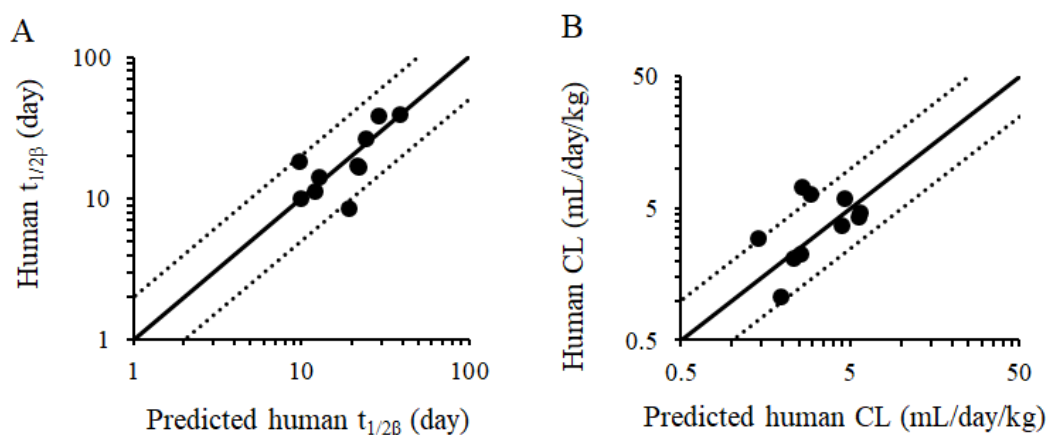 A
100
10
1
1
10
100
Human t1/2β (day)
Predicted human t1/2β (day)
B
50
5
0.5
0.5
5
50
Human CL (mL/day/kg)
Predicted human CL (mL/day/kg)